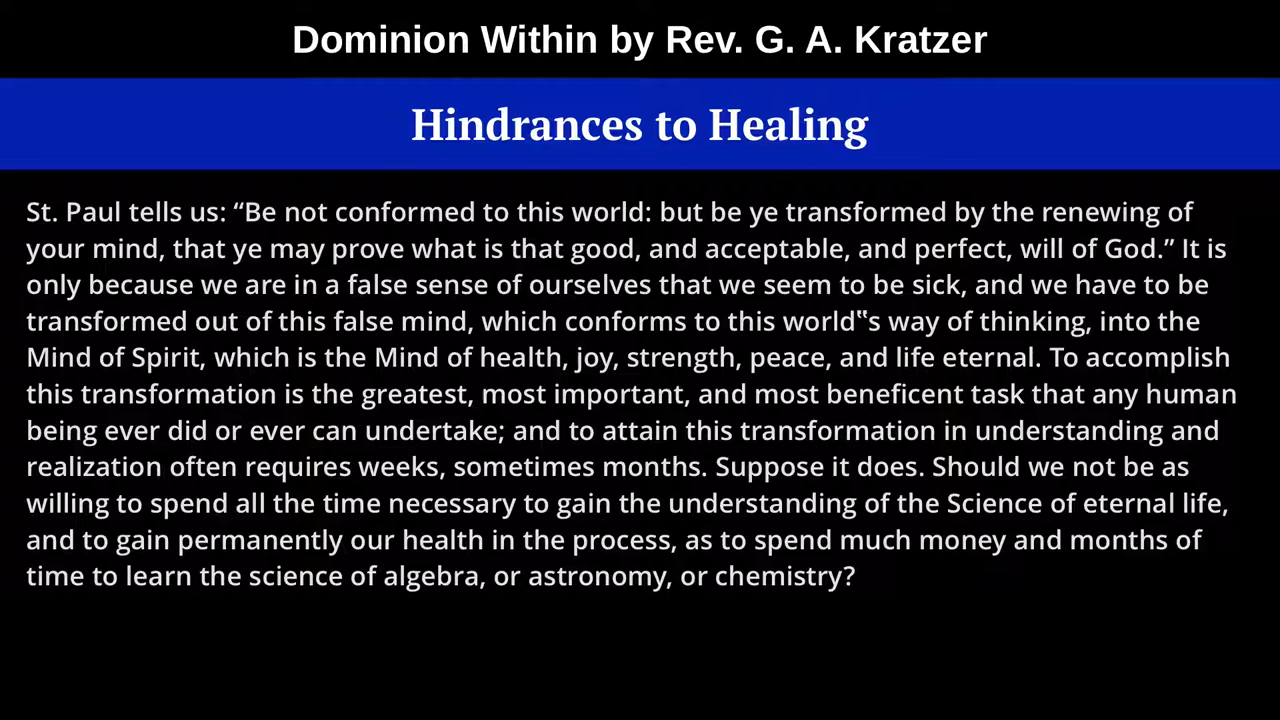 Dominion Within by Rev. G. A. Kratzer
Hindrances to Healing
St. Paul tells us: “Be not conformed to this world: but be ye transformed by the renewing of
your mind, that ye may prove what is that good, and acceptable, and perfect, will of God.” It is
only because we are in a false sense of ourselves that we seem to be sick, and we have to be
transformed out of this false mind, which conforms to this world‟s way of thinking, into the
Mind of Spirit, which is the Mind of health, joy, strength, peace, and life eternal. To accomplish
this transformation is the greatest, most important, and most beneficent task that any human
being ever did or ever can undertake; and to attain this transformation in understanding and
realization often requires weeks, sometimes months. Suppose it does. Should we not be as
willing to spend all the time necessary to gain the understanding of the Science of eternal life,
and to gain permanently our health in the process, as to spend much money and months of
time to learn the science of algebra, or astronomy, or chemistry?